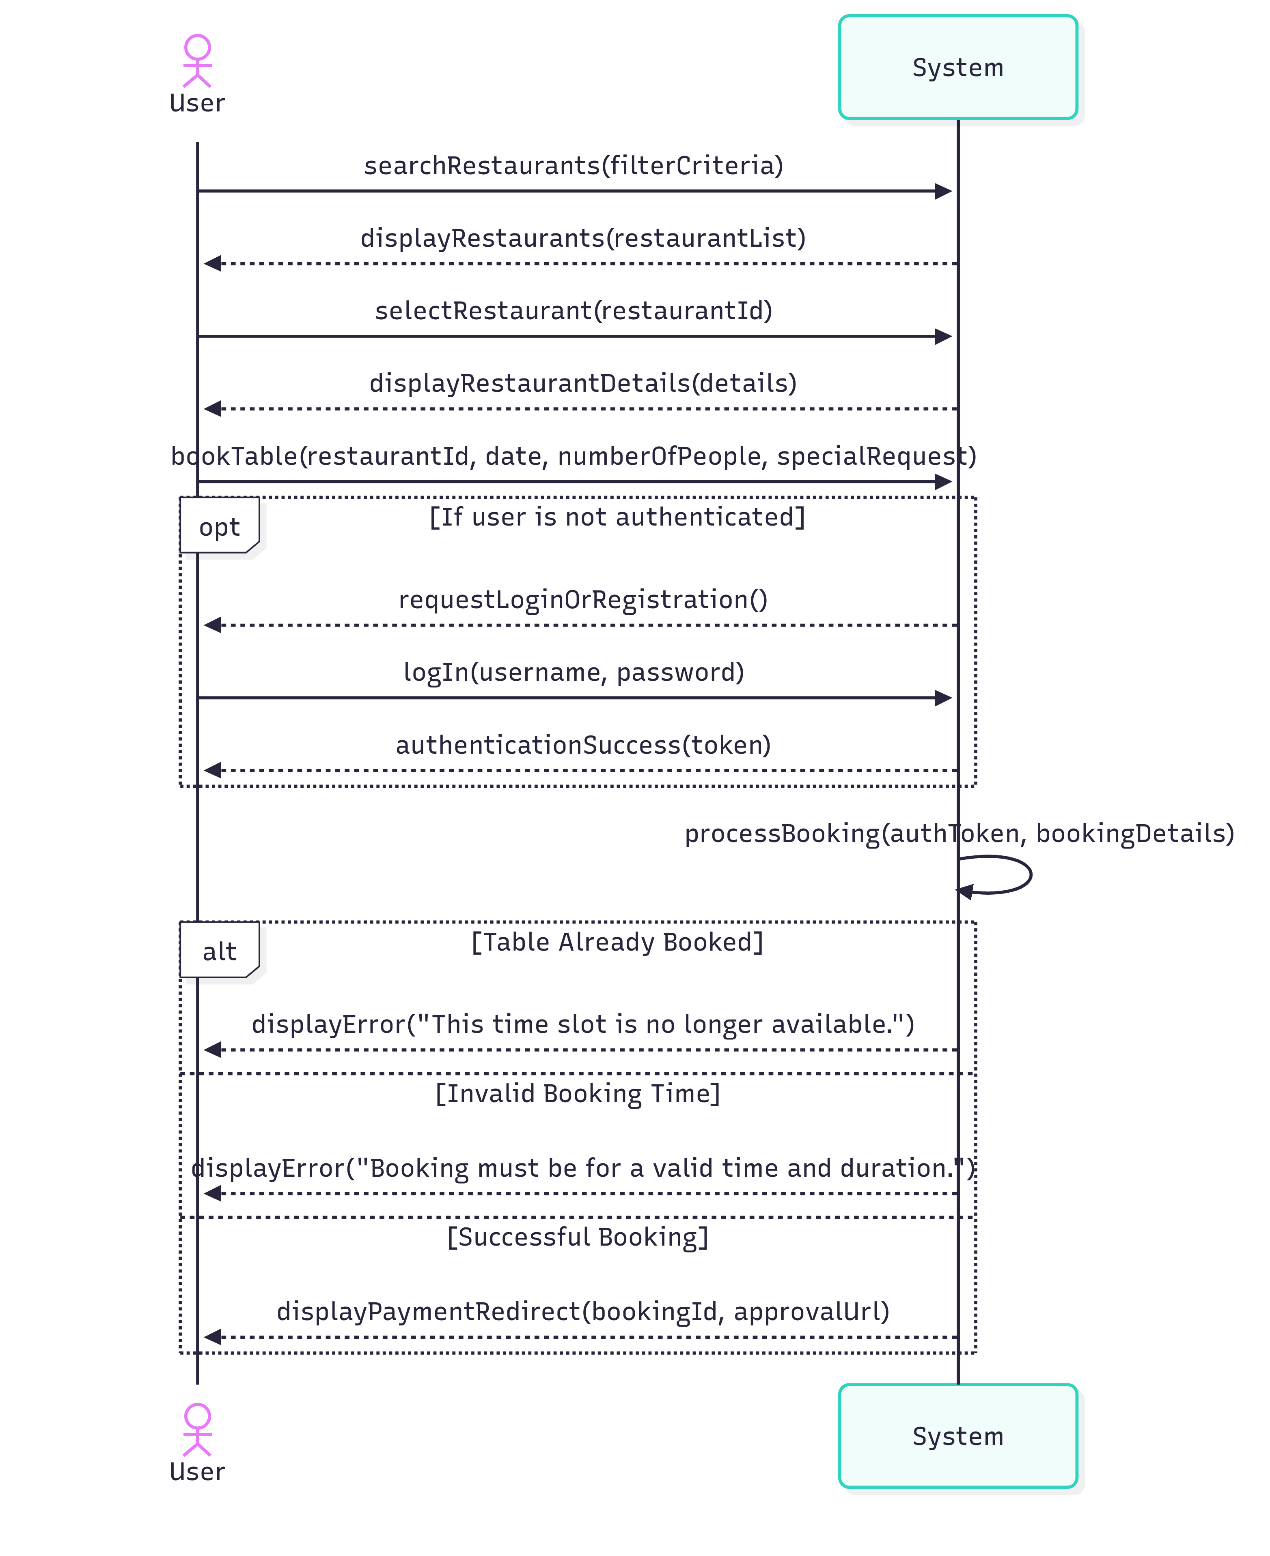 System
User
searchRestaurants(filterCriteria)
displayRestaurants(restaurantList)
selectRestaurant(restaurantId)
displayRestaurantDetails(details)
bookTable(restaurantId, date, numberOfPeople, specialRequest)
opt
[If user is not authenticated]
requestLoginOrRegistration()
logIn(username, password)
authenticationSuccess(token)
processBooking(authToken, bookingDetails)
alt
[Table Already Booked]
displayError("This time slot is no longer available.")
[Invalid Booking Time]
displayError("Booking must be for a valid time and duration.")
[Successful Booking]
displayPaymentRedirect(bookingId, approvalUrl)
System
User